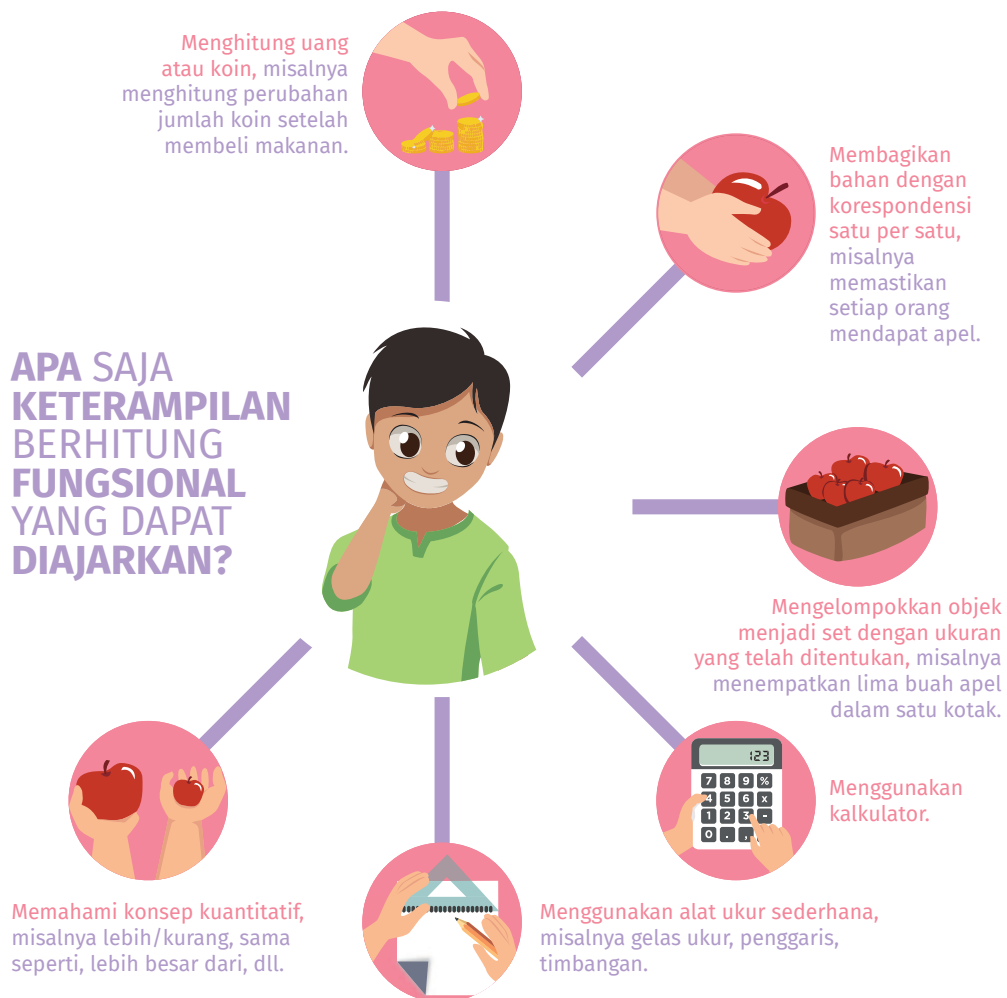 Menghitung uang
atau koin, misalnya
menghitung perubahan
jumlah koin setelah
membeli makanan.
Membagikan
bahan dengan
korespondensi
satu per satu,
misalnya
memastikan
setiap orang
mendapat apel.
APA SAJA
KETERAMPILAN
BERHITUNG
FUNGSIONAL
YANG DAPAT
DIAJARKAN?
Mengelompokkan objek
menjadi set dengan ukuran
yang telah ditentukan, misalnya
menempatkan lima buah apel
dalam satu kotak.
123
7 8 9 %
4 5 6 x
1 2 3 -
0 . ,
Menggunakan
kalkulator.
Memahami konsep kuantitatif,
misalnya lebih/kurang, sama
seperti, lebih besar dari, dll.
Menggunakan alat ukur sederhana,
misalnya gelas ukur, penggaris,
timbangan.